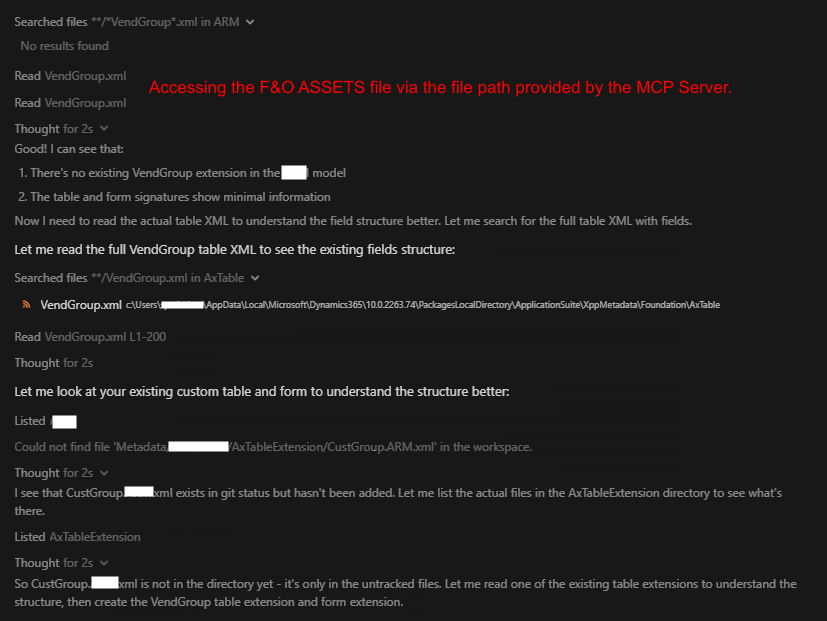 Searched files **/*VendGroup*.xml in ARM
No results found
Read VendGroup.xml
Accessing the F&O ASSETS file via the file path provided by the MCP Server.
Read VendGroup.xml
Thought for 2s
Good! I can see that:
1. There's no existing VendGroup extension in the model
2. The table and form signatures show minimal information
Now I need to read the actual table XML to understand the field structure better. Let me search for the full table XML with fields.
Let me read the full VendGroup table XML to see the existing fields structure:
Searched files **/VendGroup.xml in AxTable
VendGroup.xml c:\Users\ \AppData\Local\Microsoft\Dynamics365\10.0.2263.74\PackagesLocalDirectory\ApplicationSuite\XppMetadata\Foundation\AxTable
Read VendGroup.xml L1-200
Thought for 2s
Let me look at your existing custom table and form to understand the structure better:
Listed
Could not find file 'Metadata/ /AxTableExtension/CustGroup.ARM.xml' in the workspace.
Thought for 2s
I see that CustGroup. xml exists in git status but hasn't been added. Let me list the actual files in the AxTableExtension directory to see what's
there.
Listed AxTableExtension
Thought for 2s
So CustGroup. xml is not in the directory yet - it's only in the untracked files. Let me read one of the existing table extensions to understand the
structure, then create the VendGroup table extension and form extension.